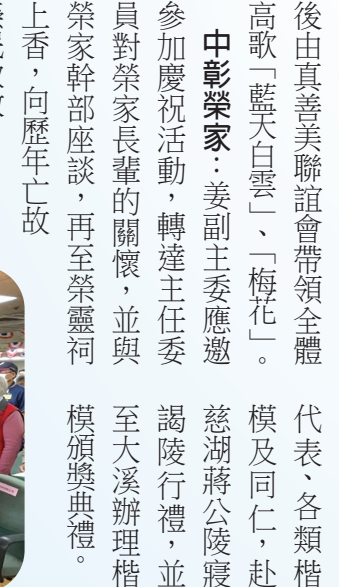 後由真善美聯誼會帶領全體
高歌「藍天白雲」、「梅花」。
中彰榮家：姜副主委應邀
參加慶祝活動，轉達主任委
員對榮家長輩的關懷，並與
榮家幹部座談，再至榮靈祠
上香，向歷年亡故
代表、各類楷
模及同仁，赴
慈湖蔣公陵寢
謁陵行禮，並
至大溪辦理楷
模頒獎典禮。